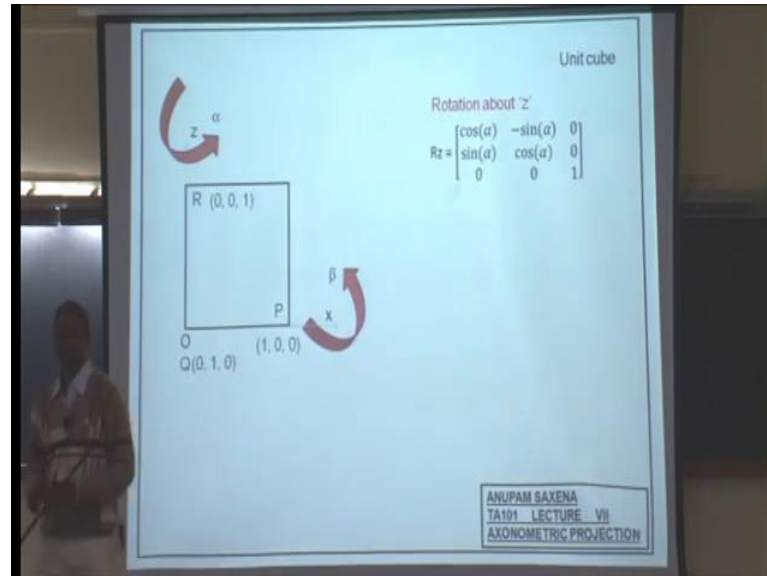 Unit cube
Rotation about 'z'
Rz = [cos(α) −sin(α) 0
sin(α) cos(α) 0
0 0 1]
α
z
R (0, 0, 1)
β
P
x
O
(1, 0, 0)
Q(0, 1, 0)
ANUPAM SAXENA
TA101 LECTURE VII
AXONOMETRIC PROJECTION